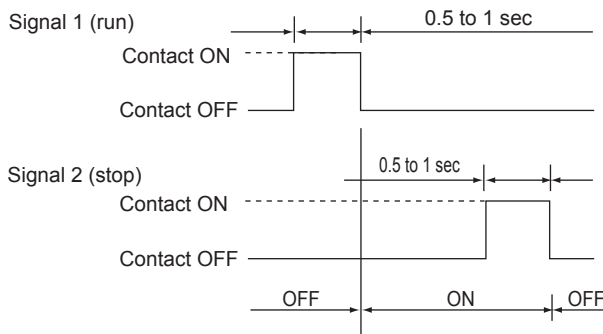 Signal 1 (run)
0.5 to 1 sec
Contact ON
Contact OFF
Signal 2 (stop)
0.5 to 1 sec
Contact ON
Contact OFF
OFF
ON
OFF